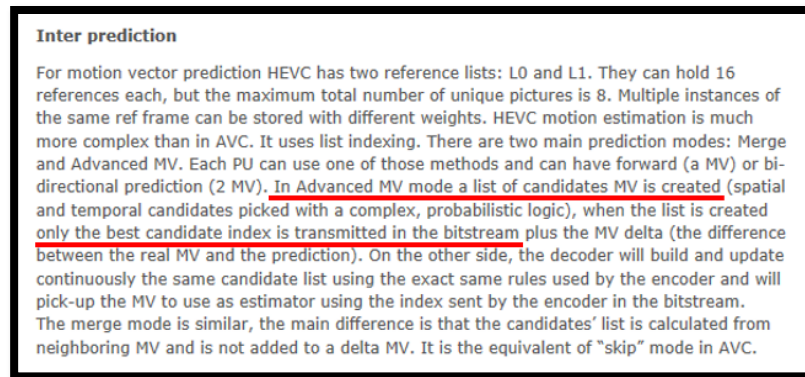 Inter prediction
For motion vector prediction HEVC has two reference lists: L0 and L1. They can hold 16
references each, but the maximum total number of unique pictures is 8. Multiple instances of
the same ref frame can be stored with different weights. HEVC motion estimation is much
more complex than in AVC. It uses list indexing. There are two main prediction modes: Merge
and Advanced MV. Each PU can use one of those methods and can have forward (a MV) or bi-
directional prediction (2 MV). In Advanced MV mode a list of candidates MV is created (spatial
and temporal candidates picked with a complex, probabilistic logic), when the list is created
only the best candidate index is transmitted in the bitstream plus the MV delta (the difference
between the real MV and the prediction). On the other side, the decoder will build and update
continuously the same candidate list using the exact same rules used by the encoder and will
pick-up the MV to use as estimator using the index sent by the encoder in the bitstream.
The merge mode is similar, the main difference is that the candidates’ list is calculated from
neighboring MV and is not added to a delta MV. It is the equivalent of “skip” mode in AVC.